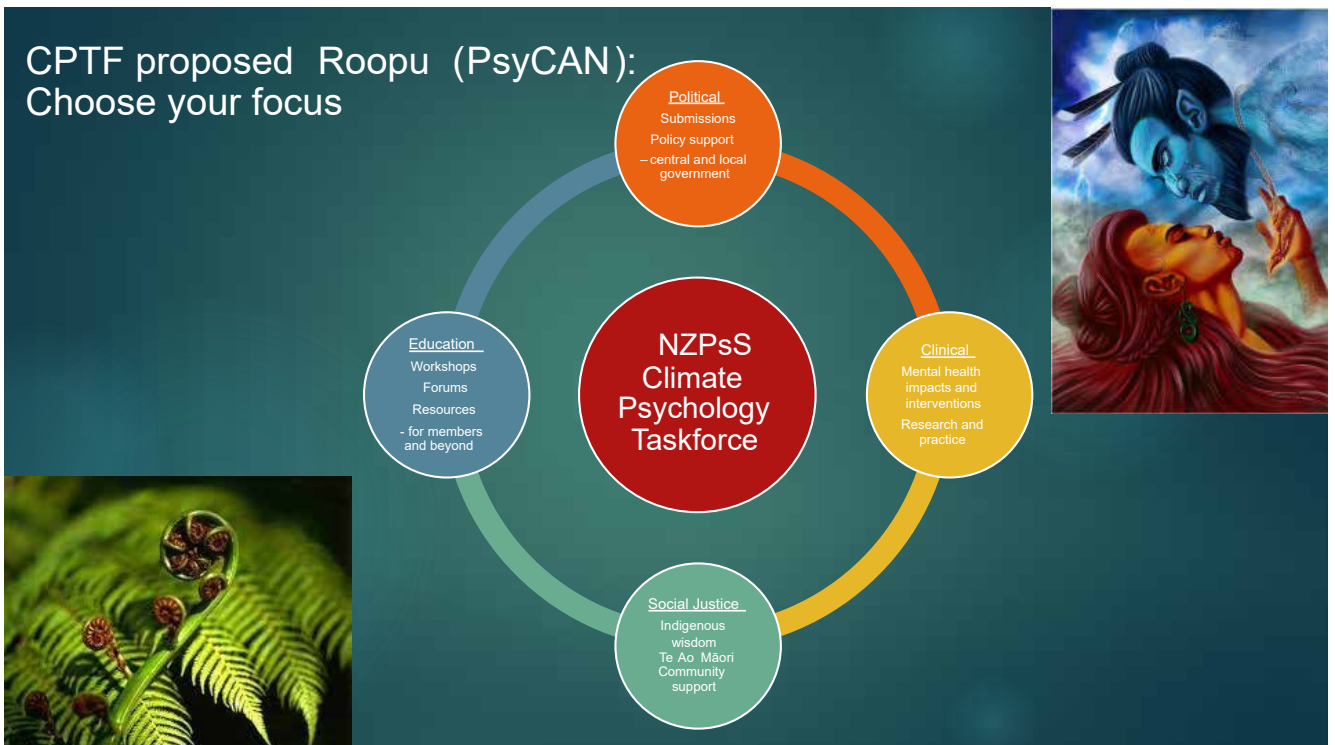 CPTF proposed Roopu (PsyCAN):
Choose your focus
Political
Submissions
Policy support
– central and local
government
Clinical
Mental health
impacts and
interventions
Research and
practice
Social Justice
Indigenous
wisdom
Te Ao Māori
Community
support
Education
Workshops
Forums
Resources
- for members
and beyond
NZPsS
Climate
Psychology
Taskforce